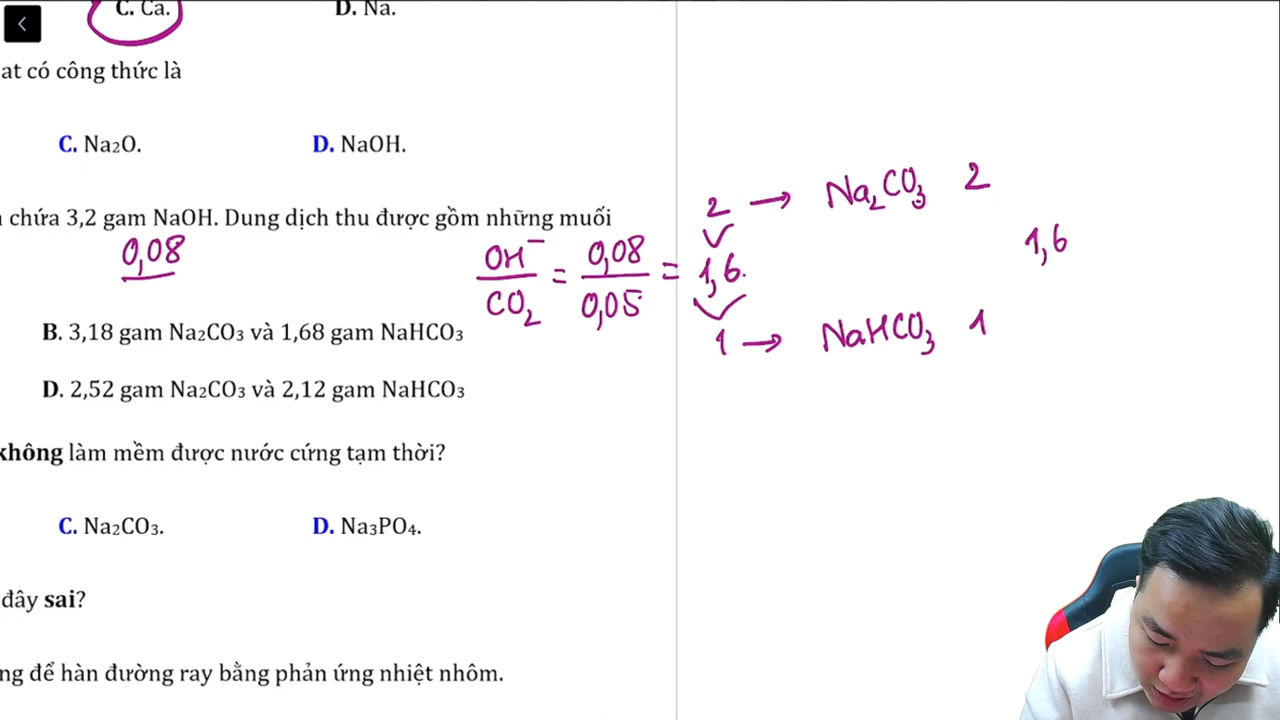 C. Ca. D. Na.
at có công thức là
C. Na₂O. D. NaOH.
chứa 3,2 gam NaOH. Dung dịch thu được gồm những muối
0,08
OH⁻/CO₂ = 0,08/0,05 = 1,6.
2 → Na₂CO₃ 2
1,6
1 → NaHCO₃ 1
B. 3,18 gam Na₂CO₃ và 1,68 gam NaHCO₃
D. 2,52 gam Na₂CO₃ và 2,12 gam NaHCO₃
không làm mềm được nước cứng tạm thời?
C. Na₂CO₃. D. Na₃PO₄.
đây sai?
ng để hàn đường ray bằng phản ứng nhiệt nhôm.